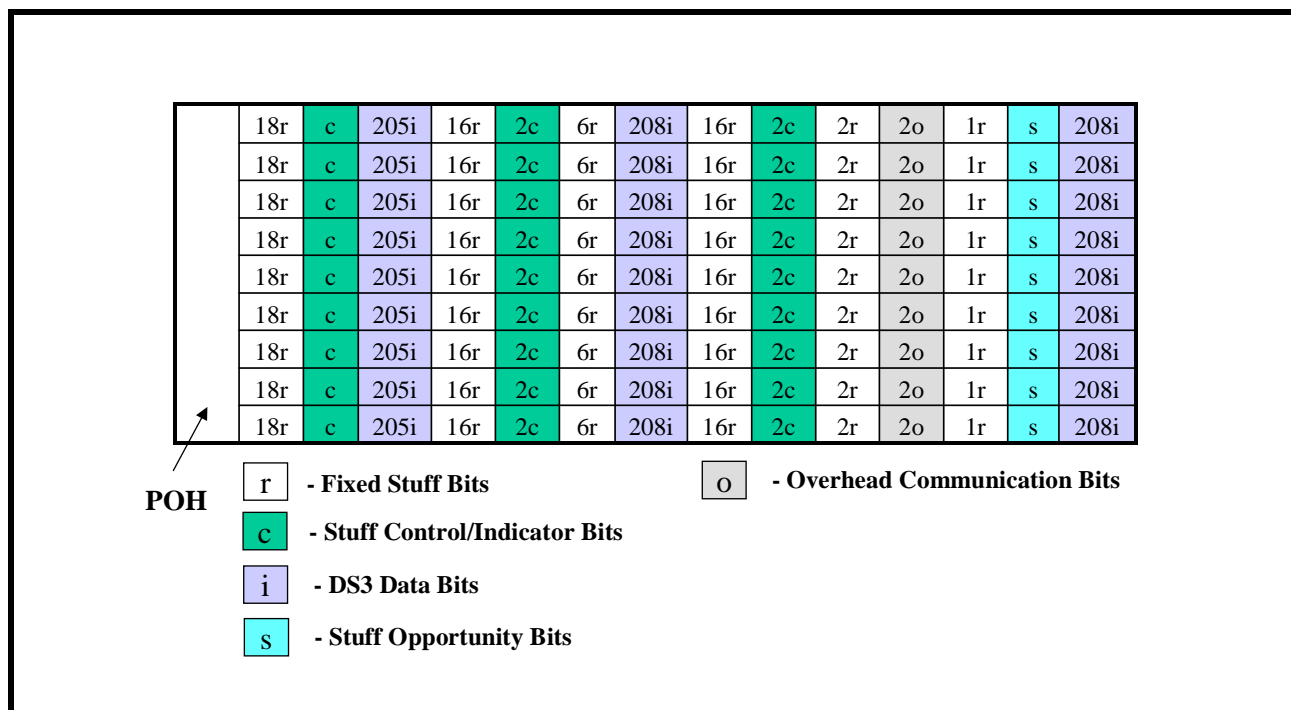 18r c 205i 16r 2c 6r 208i 16r 2c 2r 2o 1r s 208i
18r c 205i 16r 2c 6r 208i 16r 2c 2r 2o 1r s 208i
18r c 205i 16r 2c 6r 208i 16r 2c 2r 2o 1r s 208i
18r c 205i 16r 2c 6r 208i 16r 2c 2r 2o 1r s 208i
18r c 205i 16r 2c 6r 208i 16r 2c 2r 2o 1r s 208i
18r c 205i 16r 2c 6r 208i 16r 2c 2r 2o 1r s 208i
18r c 205i 16r 2c 6r 208i 16r 2c 2r 2o 1r s 208i
18r c 205i 16r 2c 6r 208i 16r 2c 2r 2o 1r s 208i
18r c 205i 16r 2c 6r 208i 16r 2c 2r 2o 1r s 208i
POH
r - Fixed Stuff Bits
o - Overhead Communication Bits
c - Stuff Control/Indicator Bits
i - DS3 Data Bits
s - Stuff Opportunity Bits